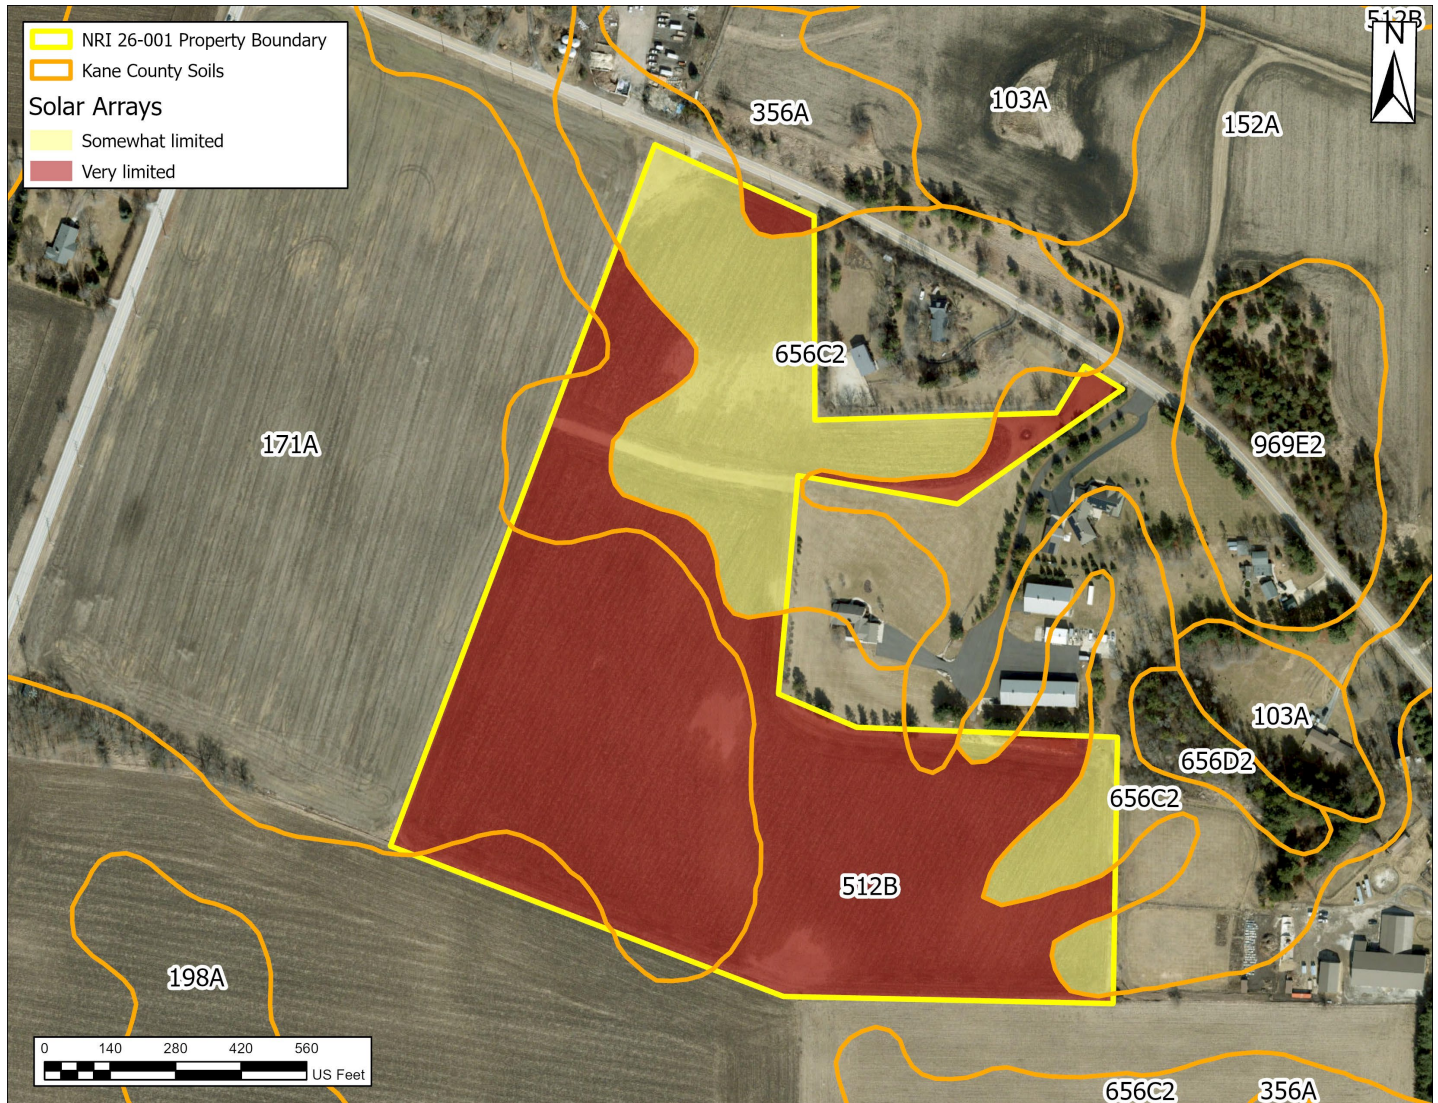 NRI 26-001 Property Boundary
Kane County Soils
Solar Arrays
Somewhat limited
Very limited
512B
N
356A
103A
152A
656C2
171A
969E2
103A
656D2
656C2
512B
198A
0 140 280 420 560
US Feet
656C2
356A